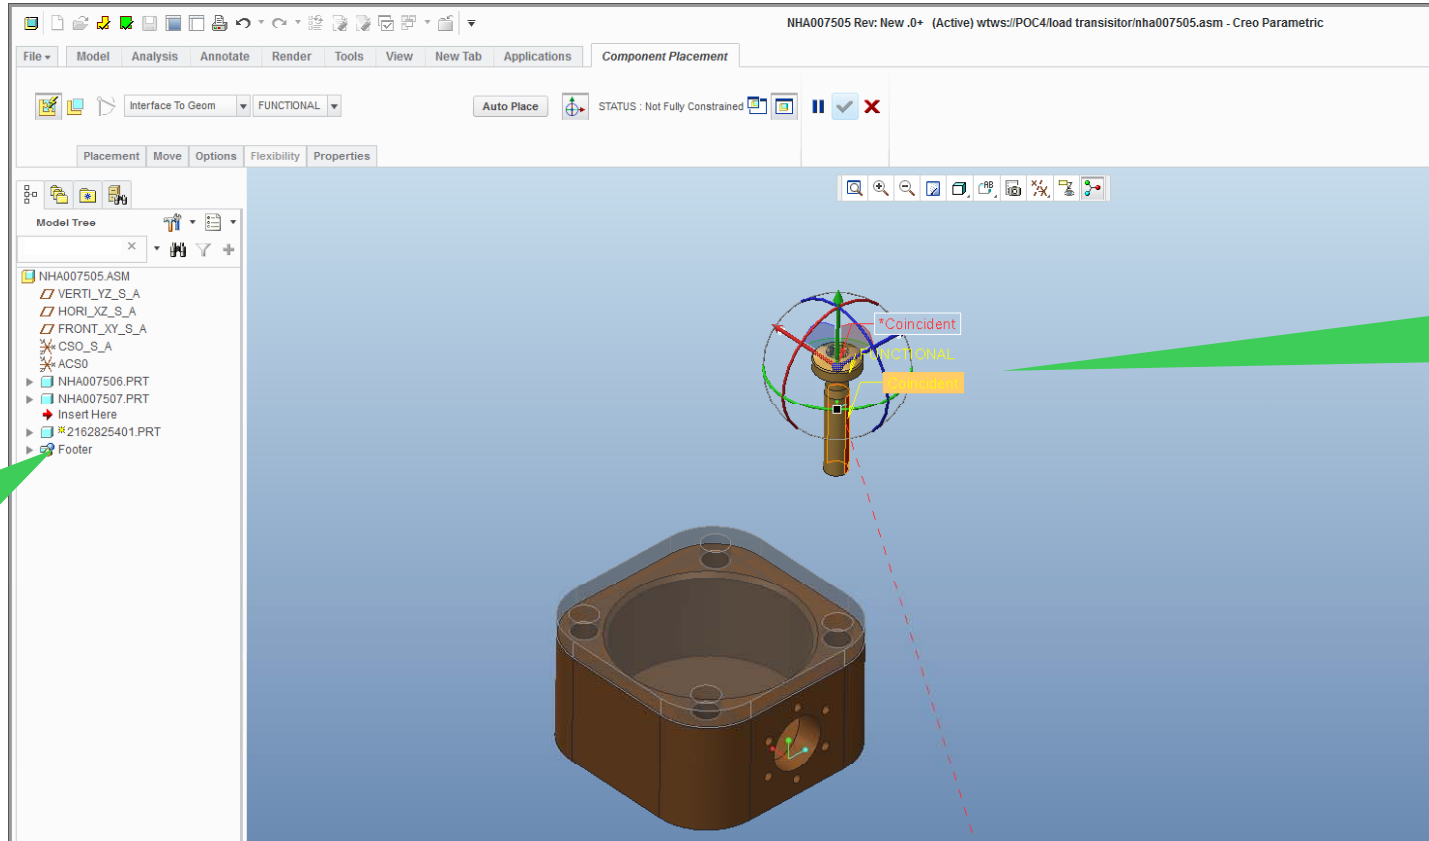 NHA007505 Rev: New .0+ (Active) wtws://POC4/load transisitor/nha007505.asm - Creo Parametric
File Model Analysis Annotate Render Tools View New Tab Applications Component Placement
Interface To Geom FUNCTIONAL Auto Place STATUS : Not Fully Constrained
Placement Move Options Flexibility Properties
Model Tree
NHA007505.ASM
VERTI_YZ_S_A
HORI_XZ_S_A
FRONT_XY_S_A
CSO_S_A
ACS0
NHA007506.PRT
NHA007507.PRT
Insert Here
2162825401.PRT
Footer
*Coincident
FUNCTIONAL
Coincident